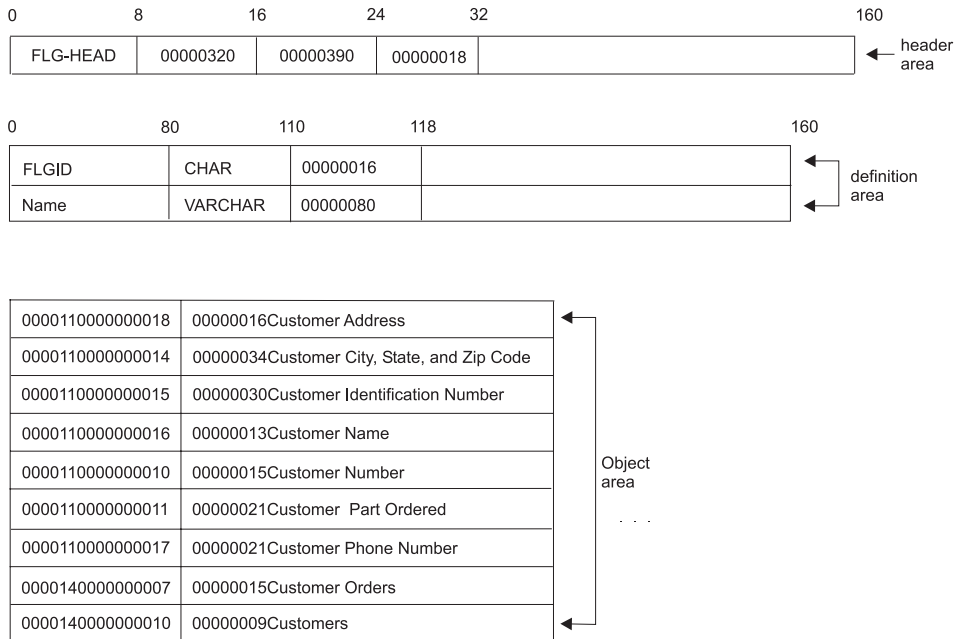 0 8 16 24 32 160
FLG-HEAD 00000320 00000390 00000018
header
area
0 80 110 118 160
FLGID CHAR 00000016
Name VARCHAR 00000080
definition
area
0000110000000018 00000016Customer Address
0000110000000014 00000034Customer City, State, and Zip Code
0000110000000015 00000030Customer Identification Number
0000110000000016 00000013Customer Name
0000110000000010 00000015Customer Number
0000110000000011 00000021Customer Part Ordered
0000110000000017 00000021Customer Phone Number
0000140000000007 00000015Customer Orders
0000140000000010 00000009Customers
Object
area
. . .